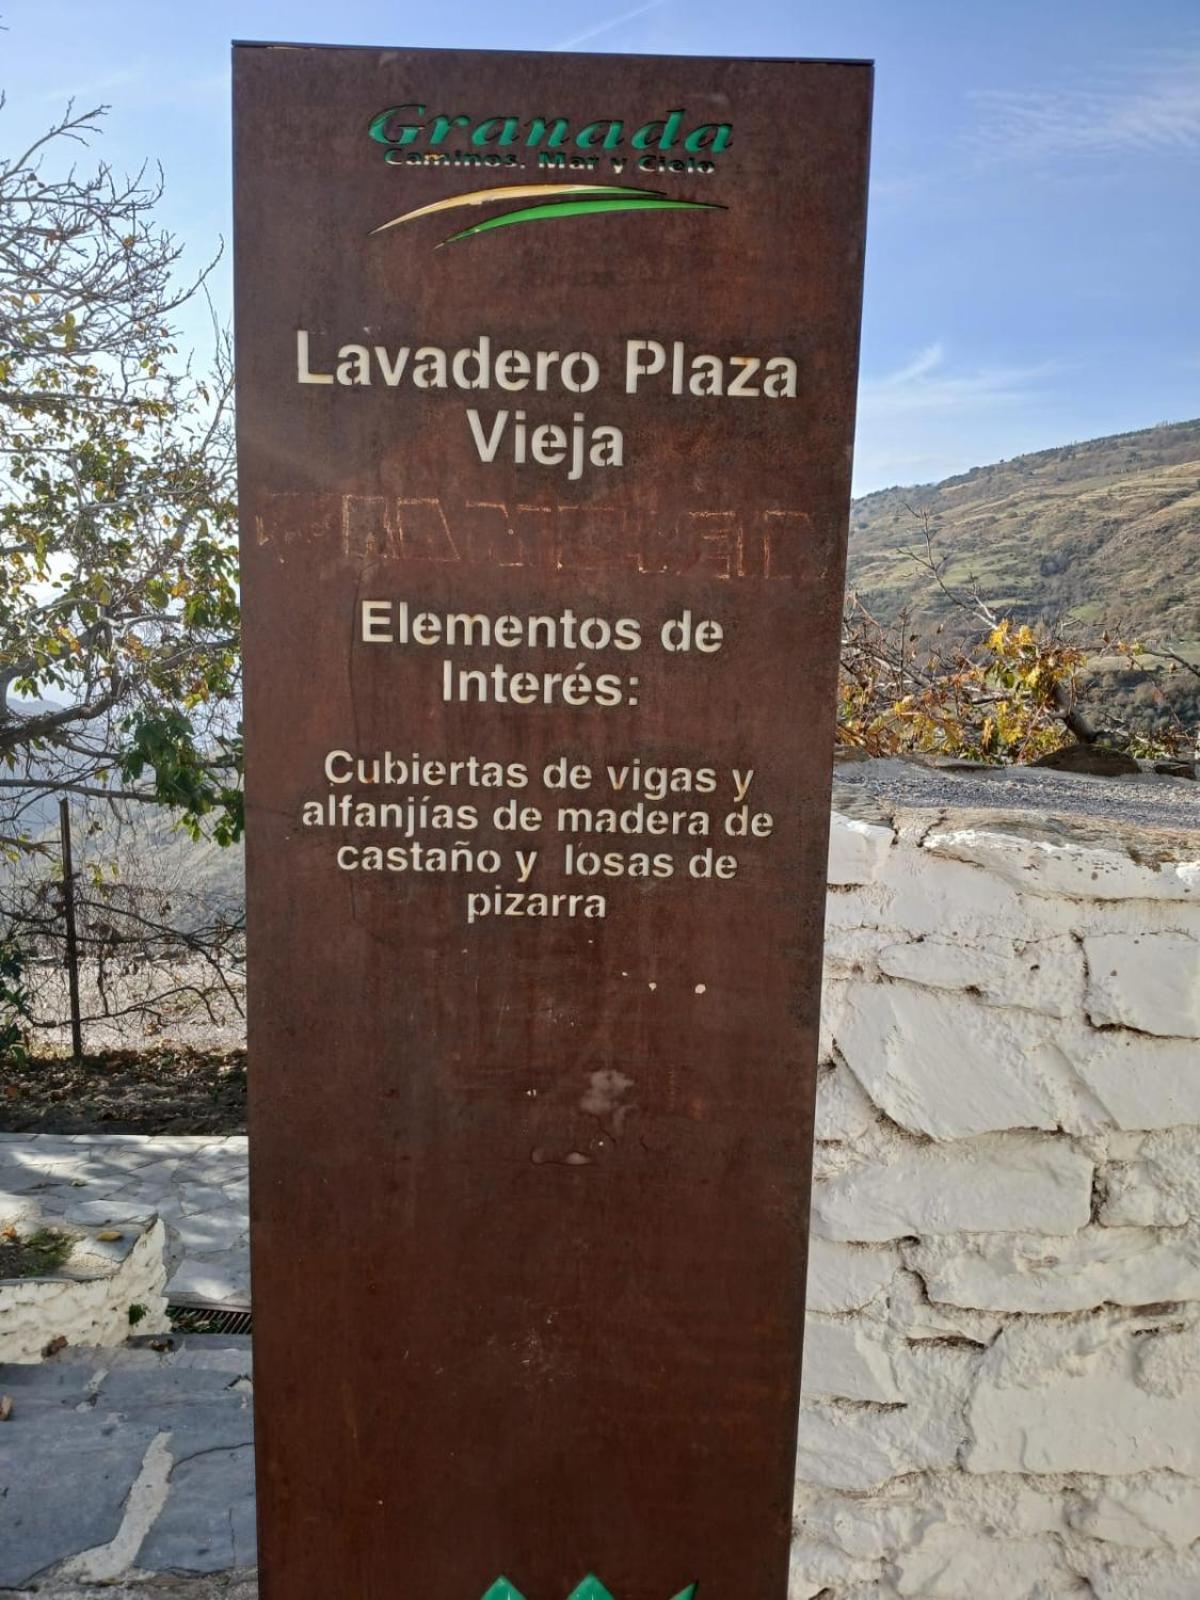 Granada
Caminos, Mar y Cielo
Lavadero Plaza
Vieja
Elementos de
Interés:
Cubiertas de vigas y
alfanjías de madera de
castaño y losas de
pizarra